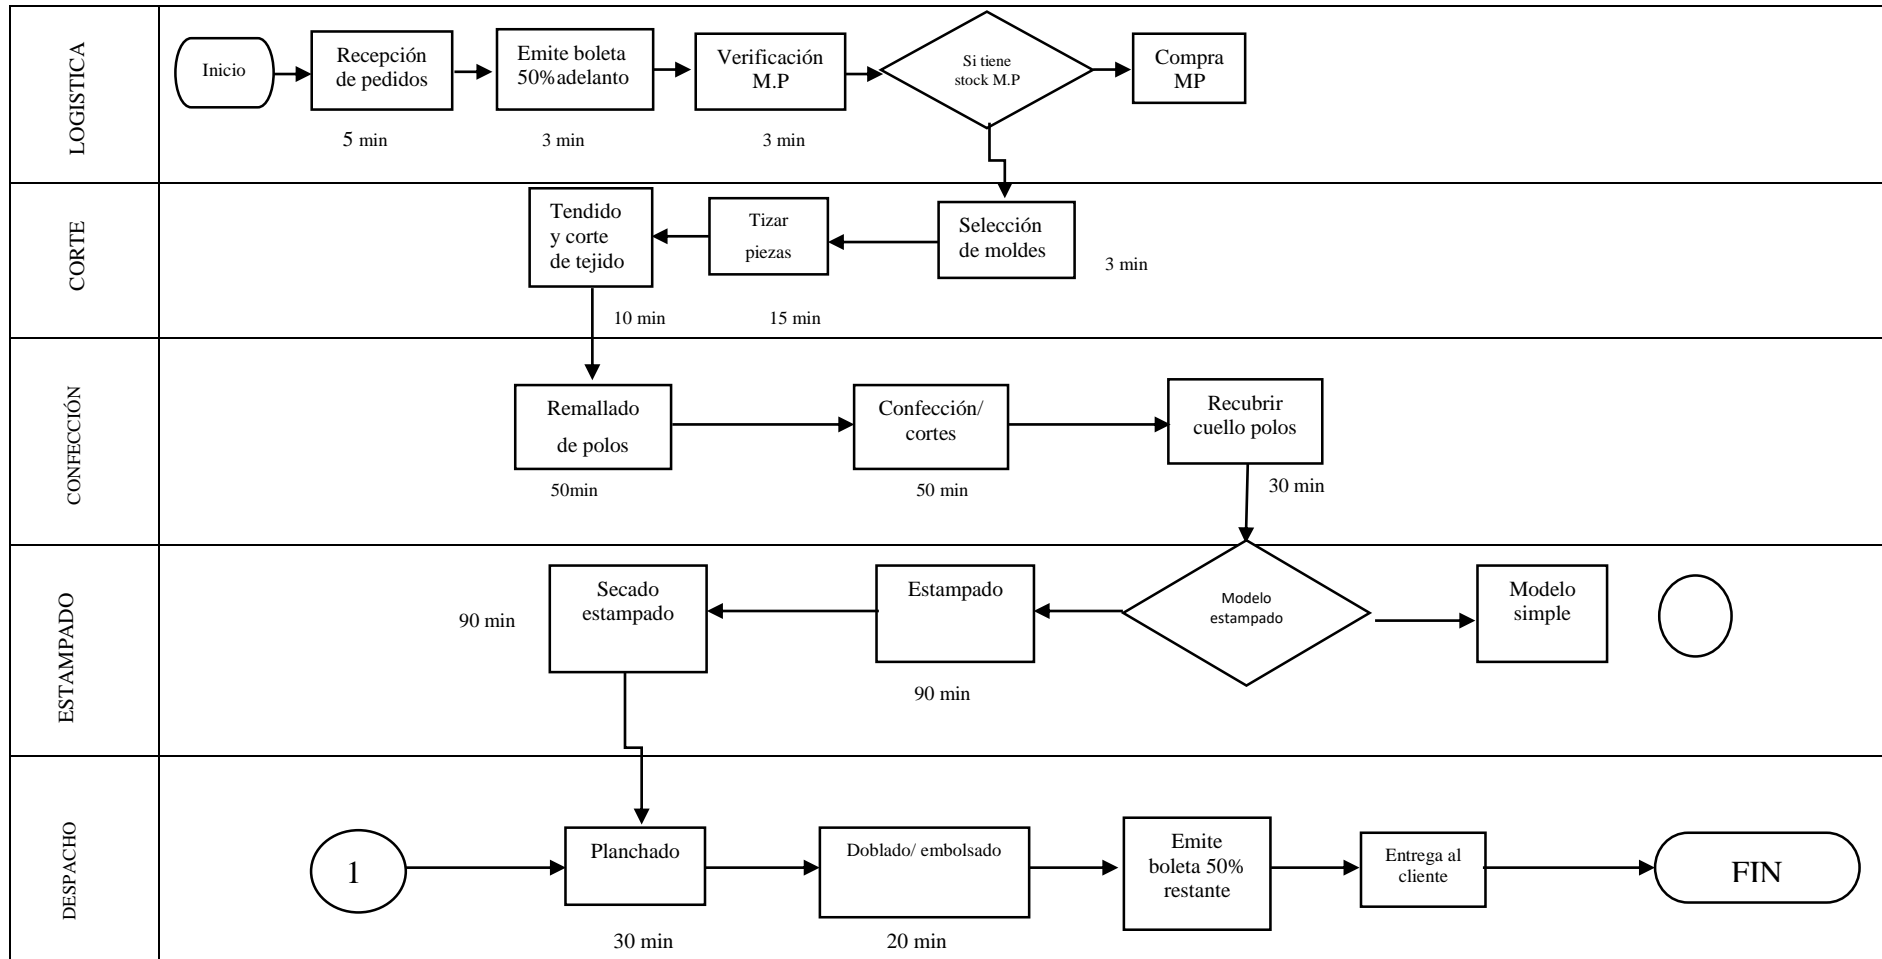 LOGISTICA
Inicio
Recepción
de pedidos
Emite boleta
50%adelanto
Verificación
M.P
Si tiene
stock M.P
Compra
MP
5 min
3 min
3 min
CORTE
Tendido
y corte
de tejido
Tizar
piezas
Selección
de moldes
3 min
10 min
15 min
CONFECCIÓN
Remallado
de polos
Confección/
cortes
Recubrir
cuello polos
50min
50 min
30 min
ESTAMPADO
90 min
Secado
estampado
Estampado
Modelo
estampado
Modelo
simple
90 min
DESPACHO
1
Planchado
Doblado/ embolsado
Emite
boleta 50%
restante
Entrega al
cliente
FIN
30 min
20 min